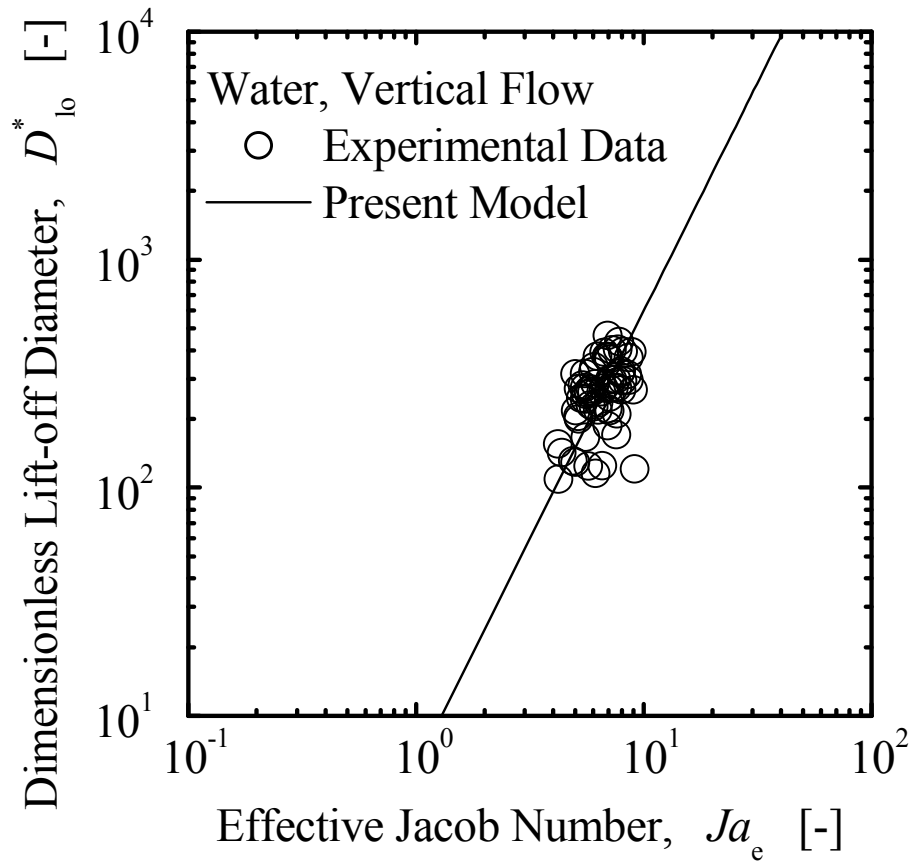 Dimensionless Lift-off Diameter, D*lo [-]
10^4
10^3
10^2
10^1
Water, Vertical Flow
Experimental Data
Present Model
10^-1 10^0 10^1 10^2
Effective Jacob Number, Ja_e [-]